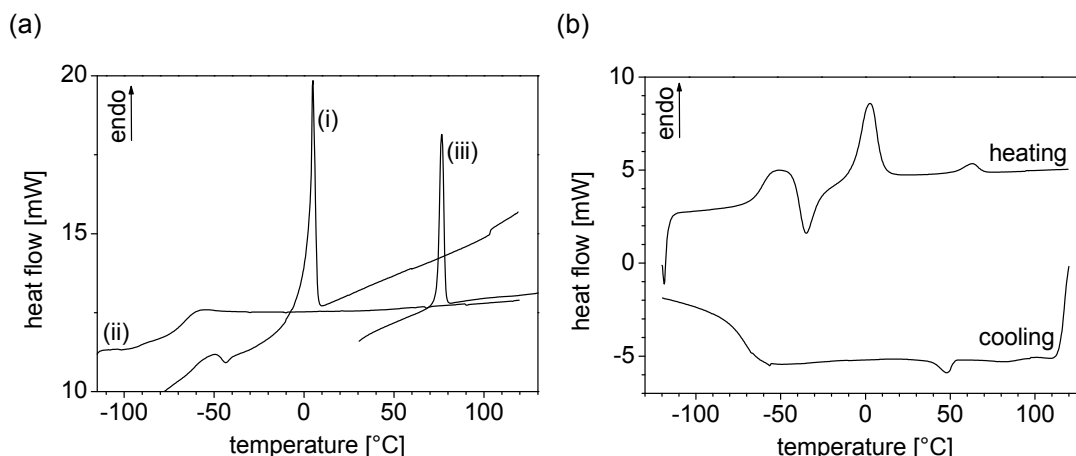 (a)
20
15
10
heat flow [mW]
endo
(i)
(ii)
(iii)
-100 -50 0 50 100
temperature [°C]
(b)
10
5
0
-5
heat flow [mW]
endo
heating
cooling
-100 -50 0 50 100
temperature [°C]